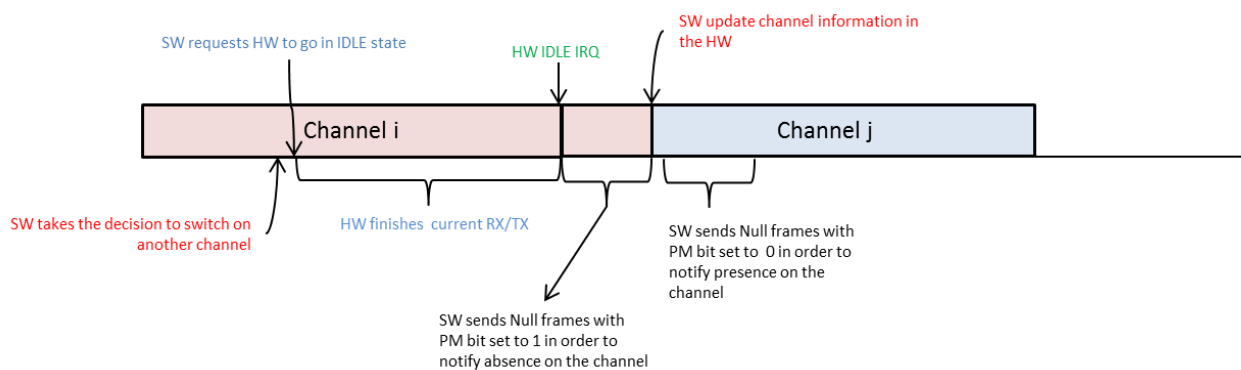 SW requests HW to go in IDLE state
HW IDLE IRQ
SW update channel information in
the HW
Channel i
Channel j
SW takes the decision to switch on
another channel
HW finishes current RX/TX
SW sends Null frames with
PM bit set to 1 in order to
notify absence on the channel
SW sends Null frames with
PM bit set to 0 in order to
notify presence on the
channel